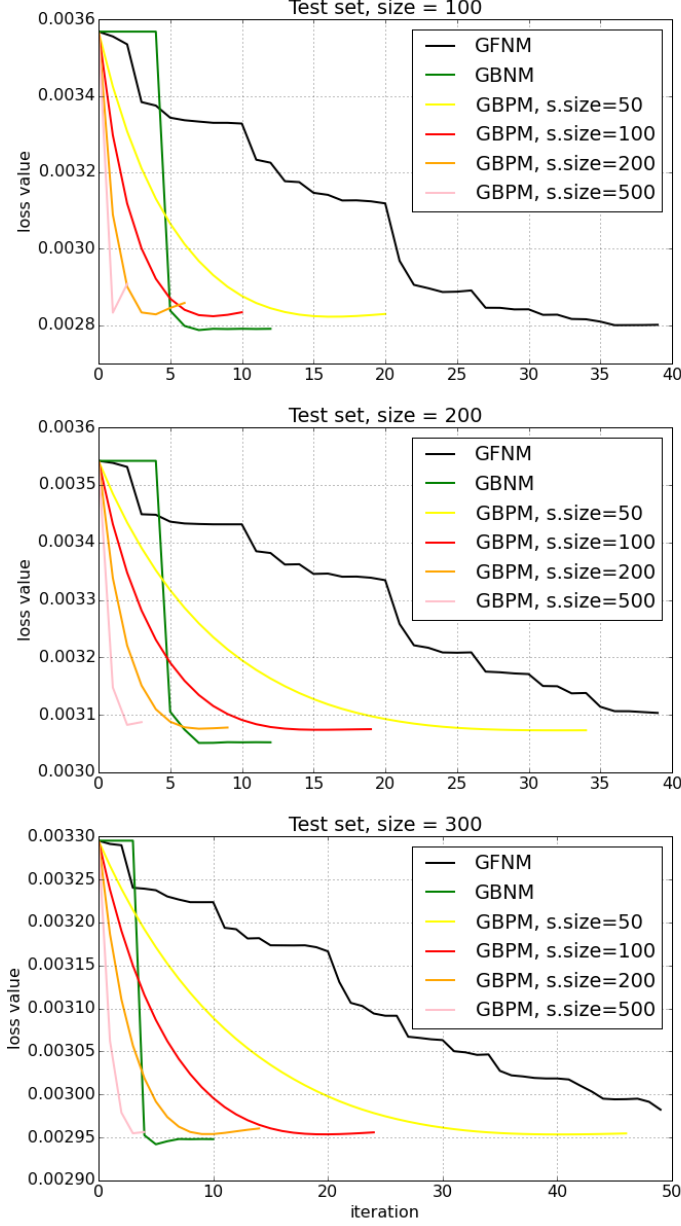 Test set, size = 100
0.0036
0.0034
0.0032
0.0030
0.0028
loss value
GFNM
GBNM
GBPM, s.size=50
GBPM, s.size=100
GBPM, s.size=200
GBPM, s.size=500
0 5 10 15 20 25 30 35 40
Test set, size = 200
0.0036
0.0035
0.0034
0.0033
0.0032
0.0031
0.0030
loss value
GFNM
GBNM
GBPM, s.size=50
GBPM, s.size=100
GBPM, s.size=200
GBPM, s.size=500
0 5 10 15 20 25 30 35 40
Test set, size = 300
0.00330
0.00325
0.00320
0.00315
0.00310
0.00305
0.00300
0.00295
0.00290
loss value
GFNM
GBNM
GBPM, s.size=50
GBPM, s.size=100
GBPM, s.size=200
GBPM, s.size=500
0 10 20 30 40 50
iteration